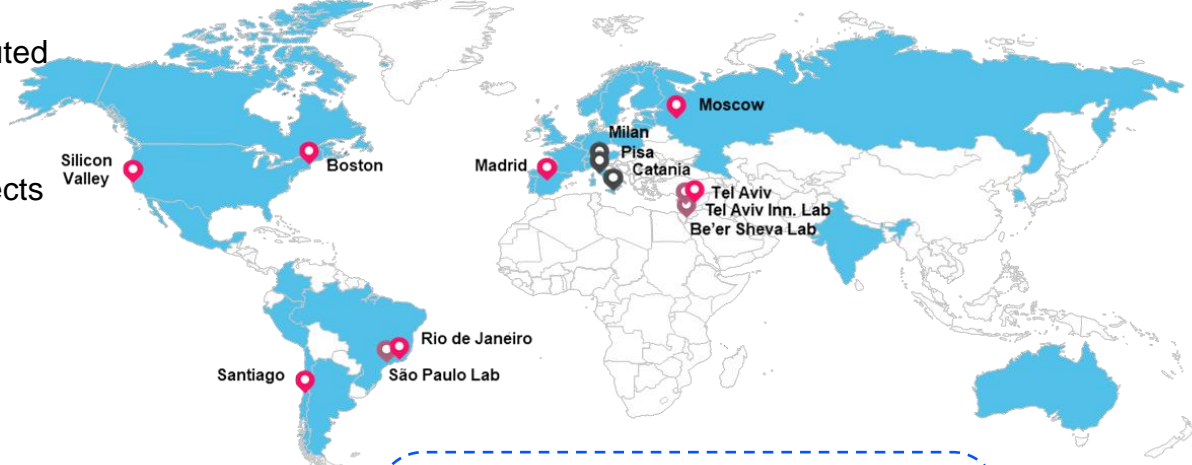 Moscow
Milan
Pisa
Catania
Silicon
Valley
Boston
Madrid
Tel Aviv
Tel Aviv Inn. Lab
Be'er Sheva Lab
Rio de Janeiro
São Paulo Lab
Santiago